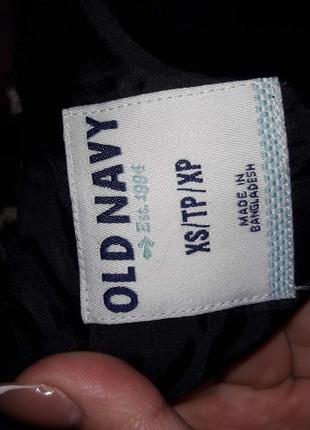 OLD NAVY
Est. 1994
XS/TP/XP
MADE IN
BANGLADESH